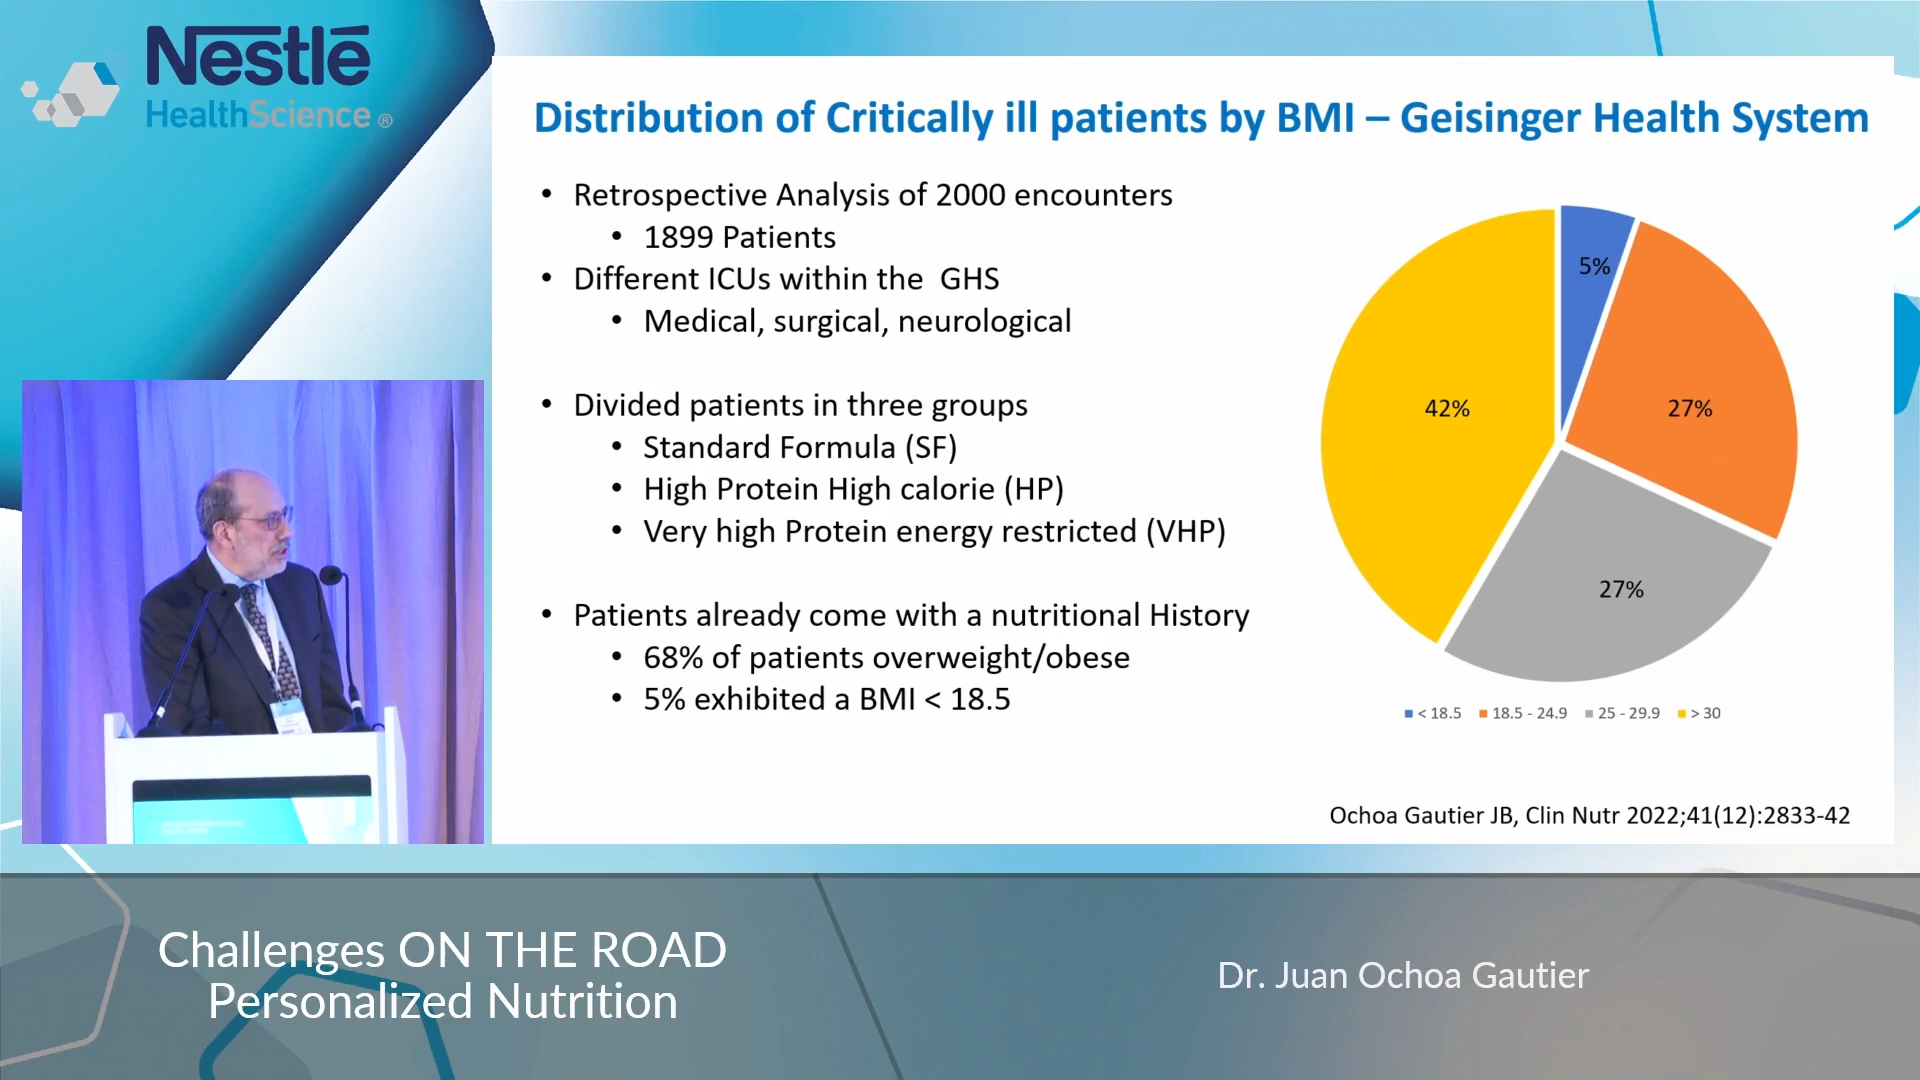 Nestlé
HealthScience ®
Distribution of Critically ill patients by BMI – Geisinger Health System
• Retrospective Analysis of 2000 encounters
• 1899 Patients
• Different ICUs within the GHS
• Medical, surgical, neurological
• Divided patients in three groups
• Standard Formula (SF)
• High Protein High calorie (HP)
• Very high Protein energy restricted (VHP)
• Patients already come with a nutritional History
• 68% of patients overweight/obese
• 5% exhibited a BMI < 18.5
5%
42%
27%
27%
< 18.5 18.5 - 24.9 25 - 29.9 > 30
Ochoa Gautier JB, Clin Nutr 2022;41(12):2833-42
Challenges ON THE ROAD
Personalized Nutrition
Dr. Juan Ochoa Gautier